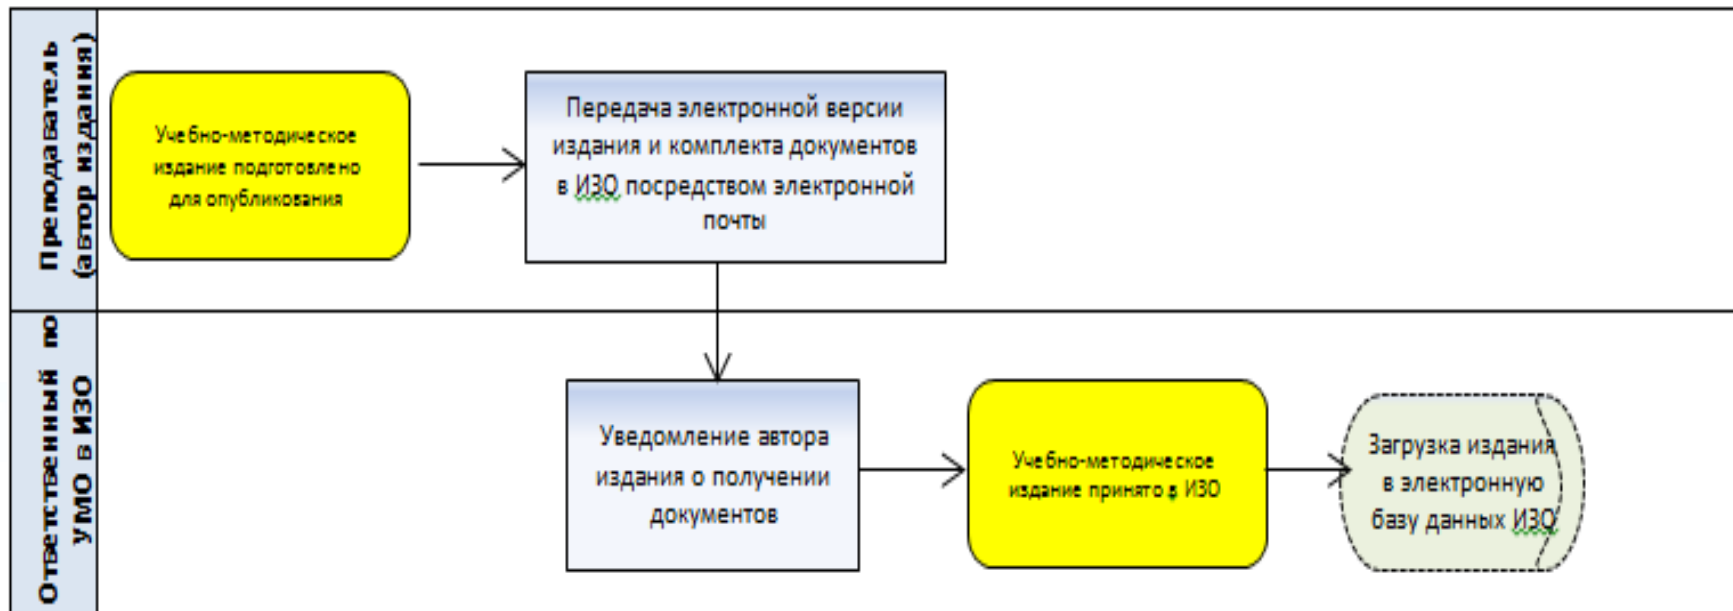 Преподаватель
(автор издания)
Учебно-методическое
издание подготовлено
для опубликования
Передача электронной версии
издания и комплекта документов
в ИЗО посредством электронной
почты
Ответственный по
УМО в ИЗО
Уведомление автора
издания о получении
документов
Учебно-методическое
издание принято в ИЗО
Загрузка издания
в электронную
базу данных ИЗО